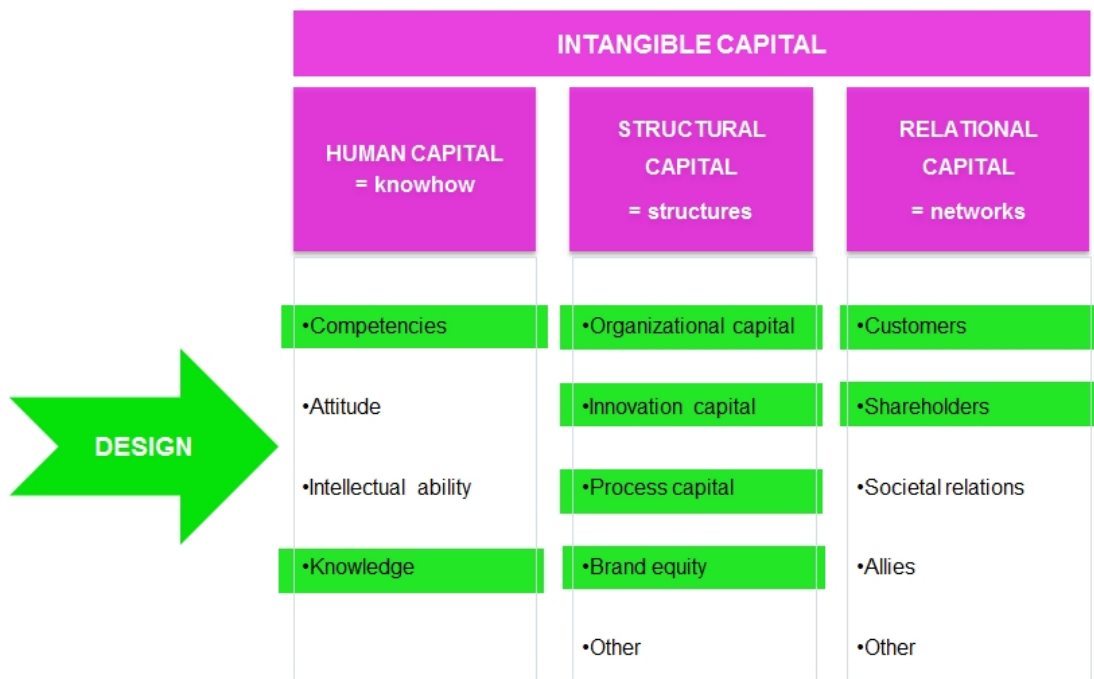 INTANGIBLE CAPITAL
HUMAN CAPITAL
= knowhow
STRUCTURAL
CAPITAL
= structures
RELATIONAL
CAPITAL
= networks
DESIGN
•Competencies
•Attitude
•Intellectual ability
•Knowledge
•Organizational capital
•Innovation capital
•Process capital
•Brand equity
•Other
•Customers
•Shareholders
•Societal relations
•Allies
•Other